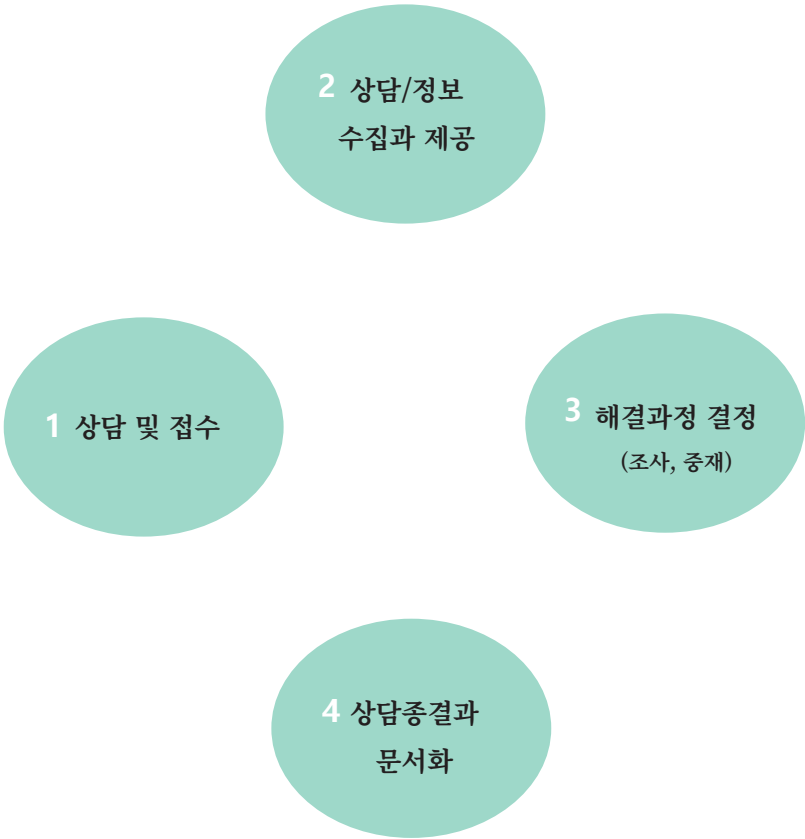 1 상담 및 접수
2 상담/정보
수집과 제공
3 해결과정 결정
(조사, 중재)
4 상담종결과
문서화